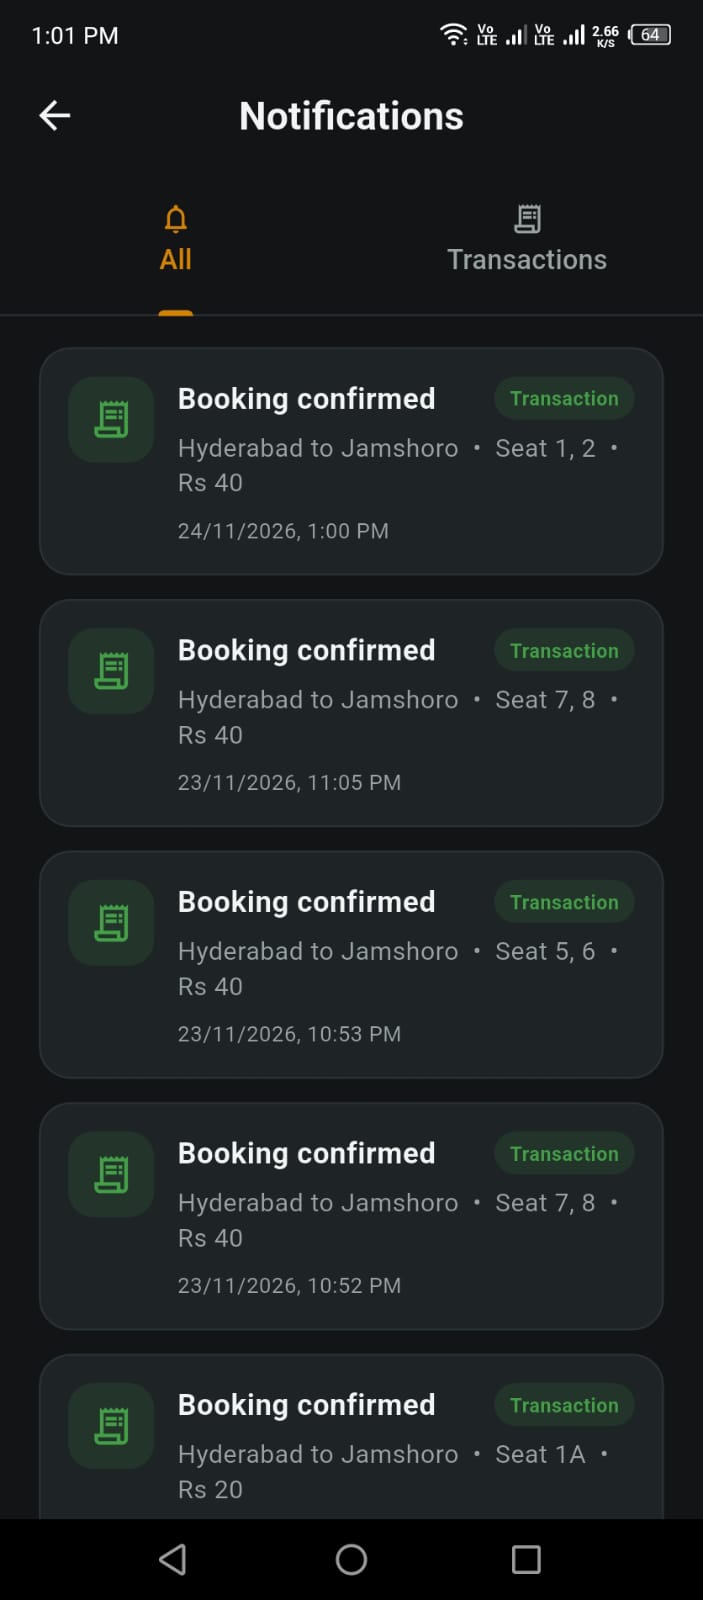 1:01 PM
Vo LTE Vo LTE 2.66 K/S 64
Notifications
All
Transactions
Booking confirmed Transaction
Hyderabad to Jamshoro • Seat 1, 2 •
Rs 40
24/11/2026, 1:00 PM
Booking confirmed Transaction
Hyderabad to Jamshoro • Seat 7, 8 •
Rs 40
23/11/2026, 11:05 PM
Booking confirmed Transaction
Hyderabad to Jamshoro • Seat 5, 6 •
Rs 40
23/11/2026, 10:53 PM
Booking confirmed Transaction
Hyderabad to Jamshoro • Seat 7, 8 •
Rs 40
23/11/2026, 10:52 PM
Booking confirmed Transaction
Hyderabad to Jamshoro • Seat 1A •
Rs 20